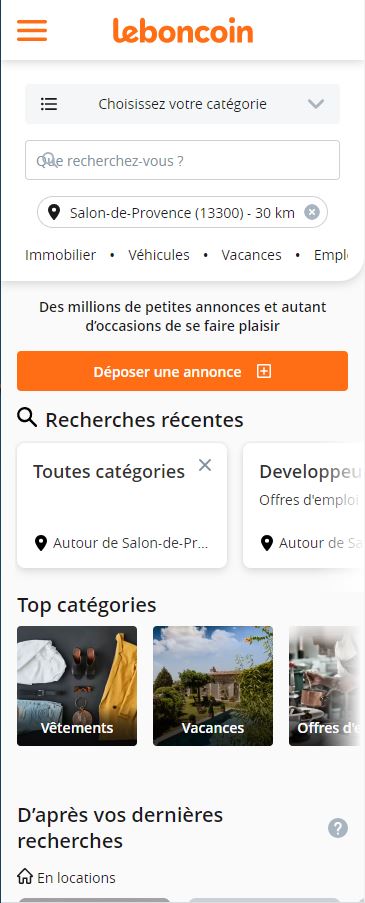 leboncoin
Choisissez votre catégorie
Que recherchez-vous ?
Salon-de-Provence (13300) - 30 km
Immobilier • Véhicules • Vacances • Empl
Des millions de petites annonces et autant
d'occasions de se faire plaisir
Déposer une annonce
Recherches récentes
Toutes catégories
Autour de Salon-de-Pr...
Developpeu
Offres d'emploi
Autour de Sa
Top catégories
Vêtements
Vacances
Offres d'e
D'après vos dernières
recherches
?
En locations